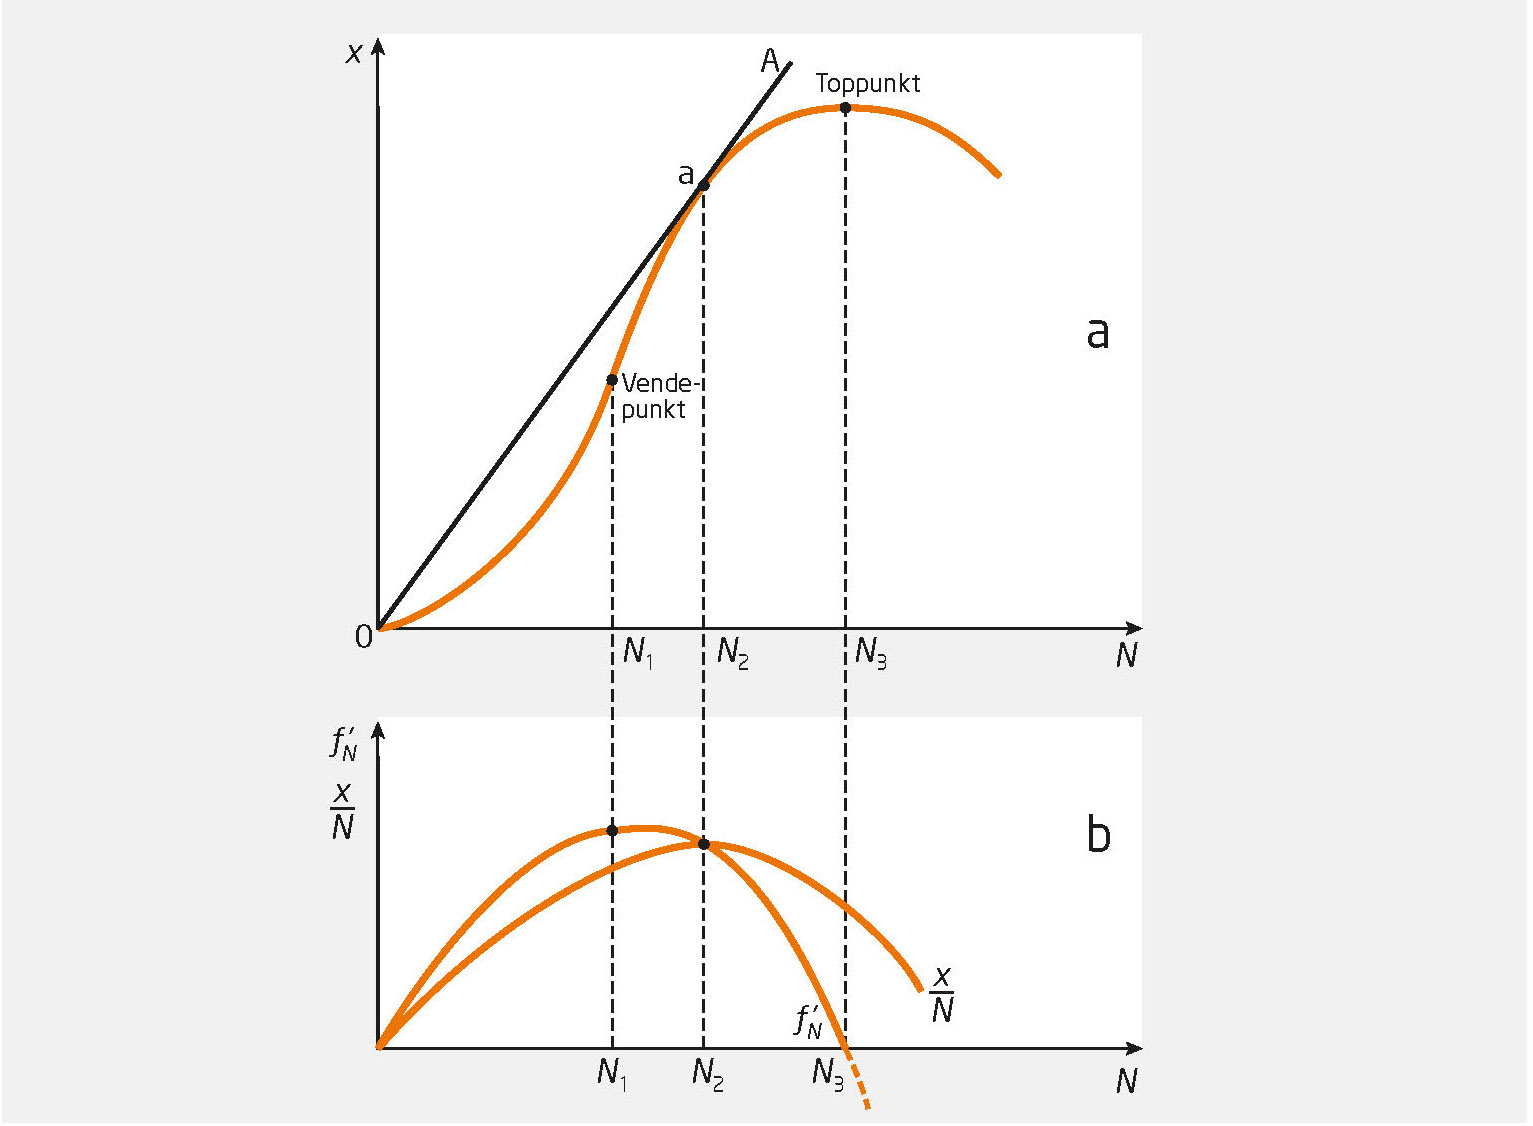 x
A
Toppunkt
a
a
Vende-
punkt
0
N₁
N₂
N₃
N
f′N
x
N
b
x
N
f′N
N₁
N₂
N₃
N